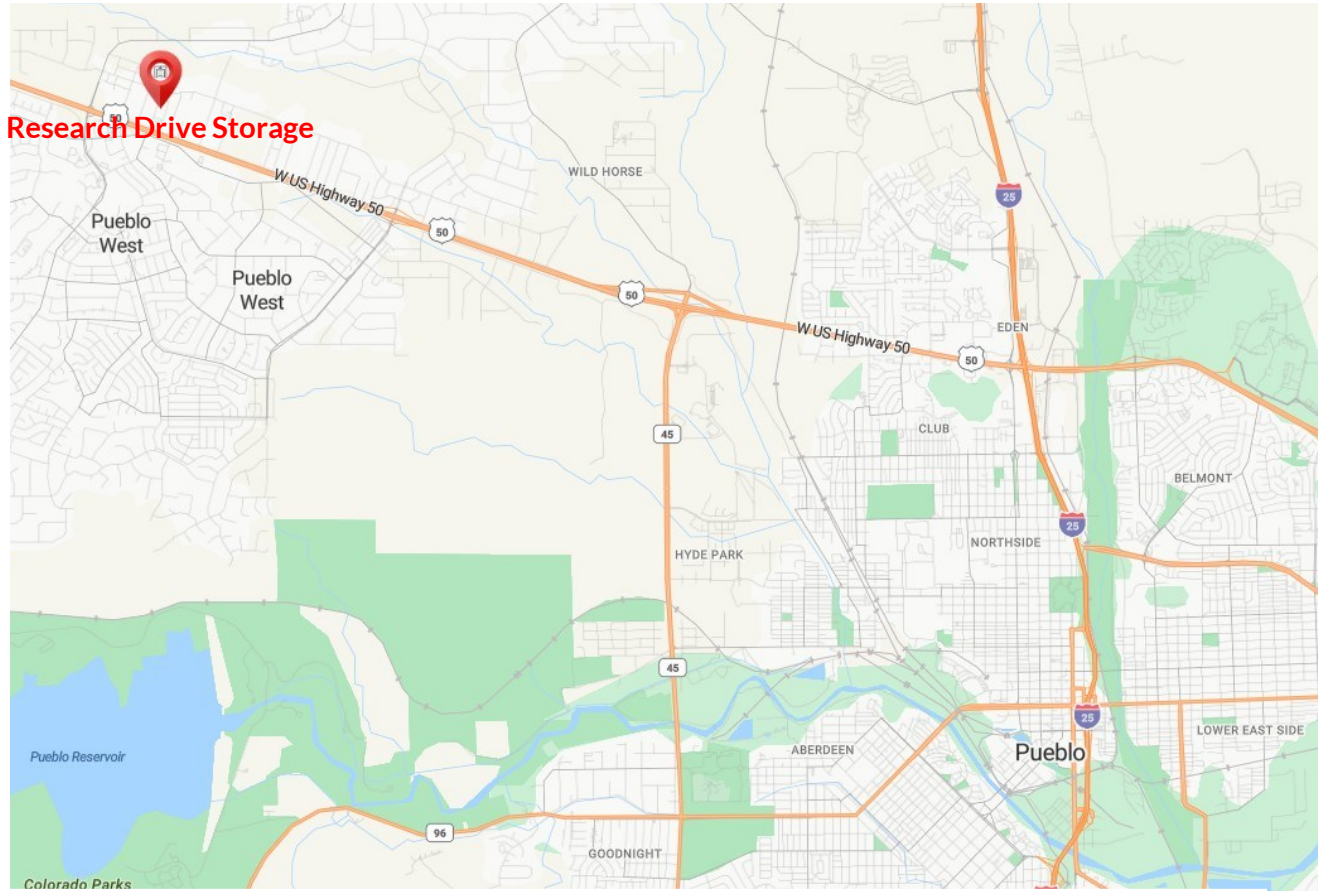 50
Research Drive Storage
W US Highway 50
WILD HORSE
25
Pueblo
West
50
Pueblo
West
50
W US Highway 50
EDEN
50
CLUB
45
BELMONT
25
NORTHSIDE
HYDE PARK
45
25
LOWER EAST SIDE
ABERDEEN
Pueblo
Pueblo Reservoir
96
GOODNIGHT
Colorado Parks